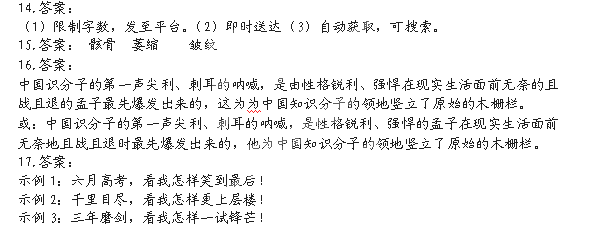 14.答案：
（1）限制字数，发至平台。（2）即时送达（3）自动获取，可搜索。
15.答案： 骸骨 萎缩 皴纹
16.答案：
中国识分子的第一声尖利、刺耳的呐喊，是由性格锐利、强悍在现实生活面前无奈的且
战且退的孟子最先爆发出来的，这为为中国知识分子的领地竖立了原始的木栅栏。
或：中国识分子的第一声尖利、刺耳的呐喊，是性格锐利、强悍的孟子在现实生活面前
无奈地且战且退时最先爆发出来的，他为中国知识分子的领地竖立了原始的木栅栏。
17.答案：
示例 1：六月高考，看我怎样笑到最后！
示例 2：千里目尽，看我怎样更上层楼！
示例 3：三年磨剑，看我怎样一试锋芒！